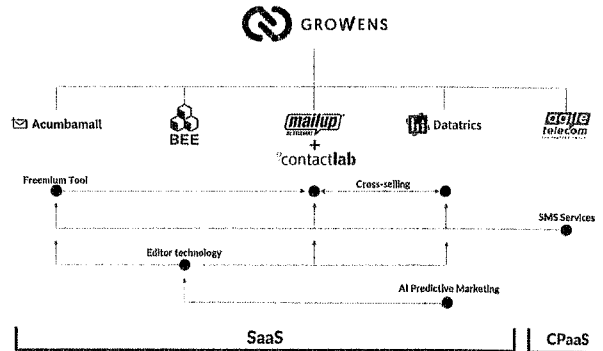 GROWENS
Acumbamail
BEE
mailup
Datatrics
agile
telecom
+
contactlab
Freemium Tool
Cross-selling
SMS Services
Editor technology
AI Predictive Marketing
SaaS
CPaaS